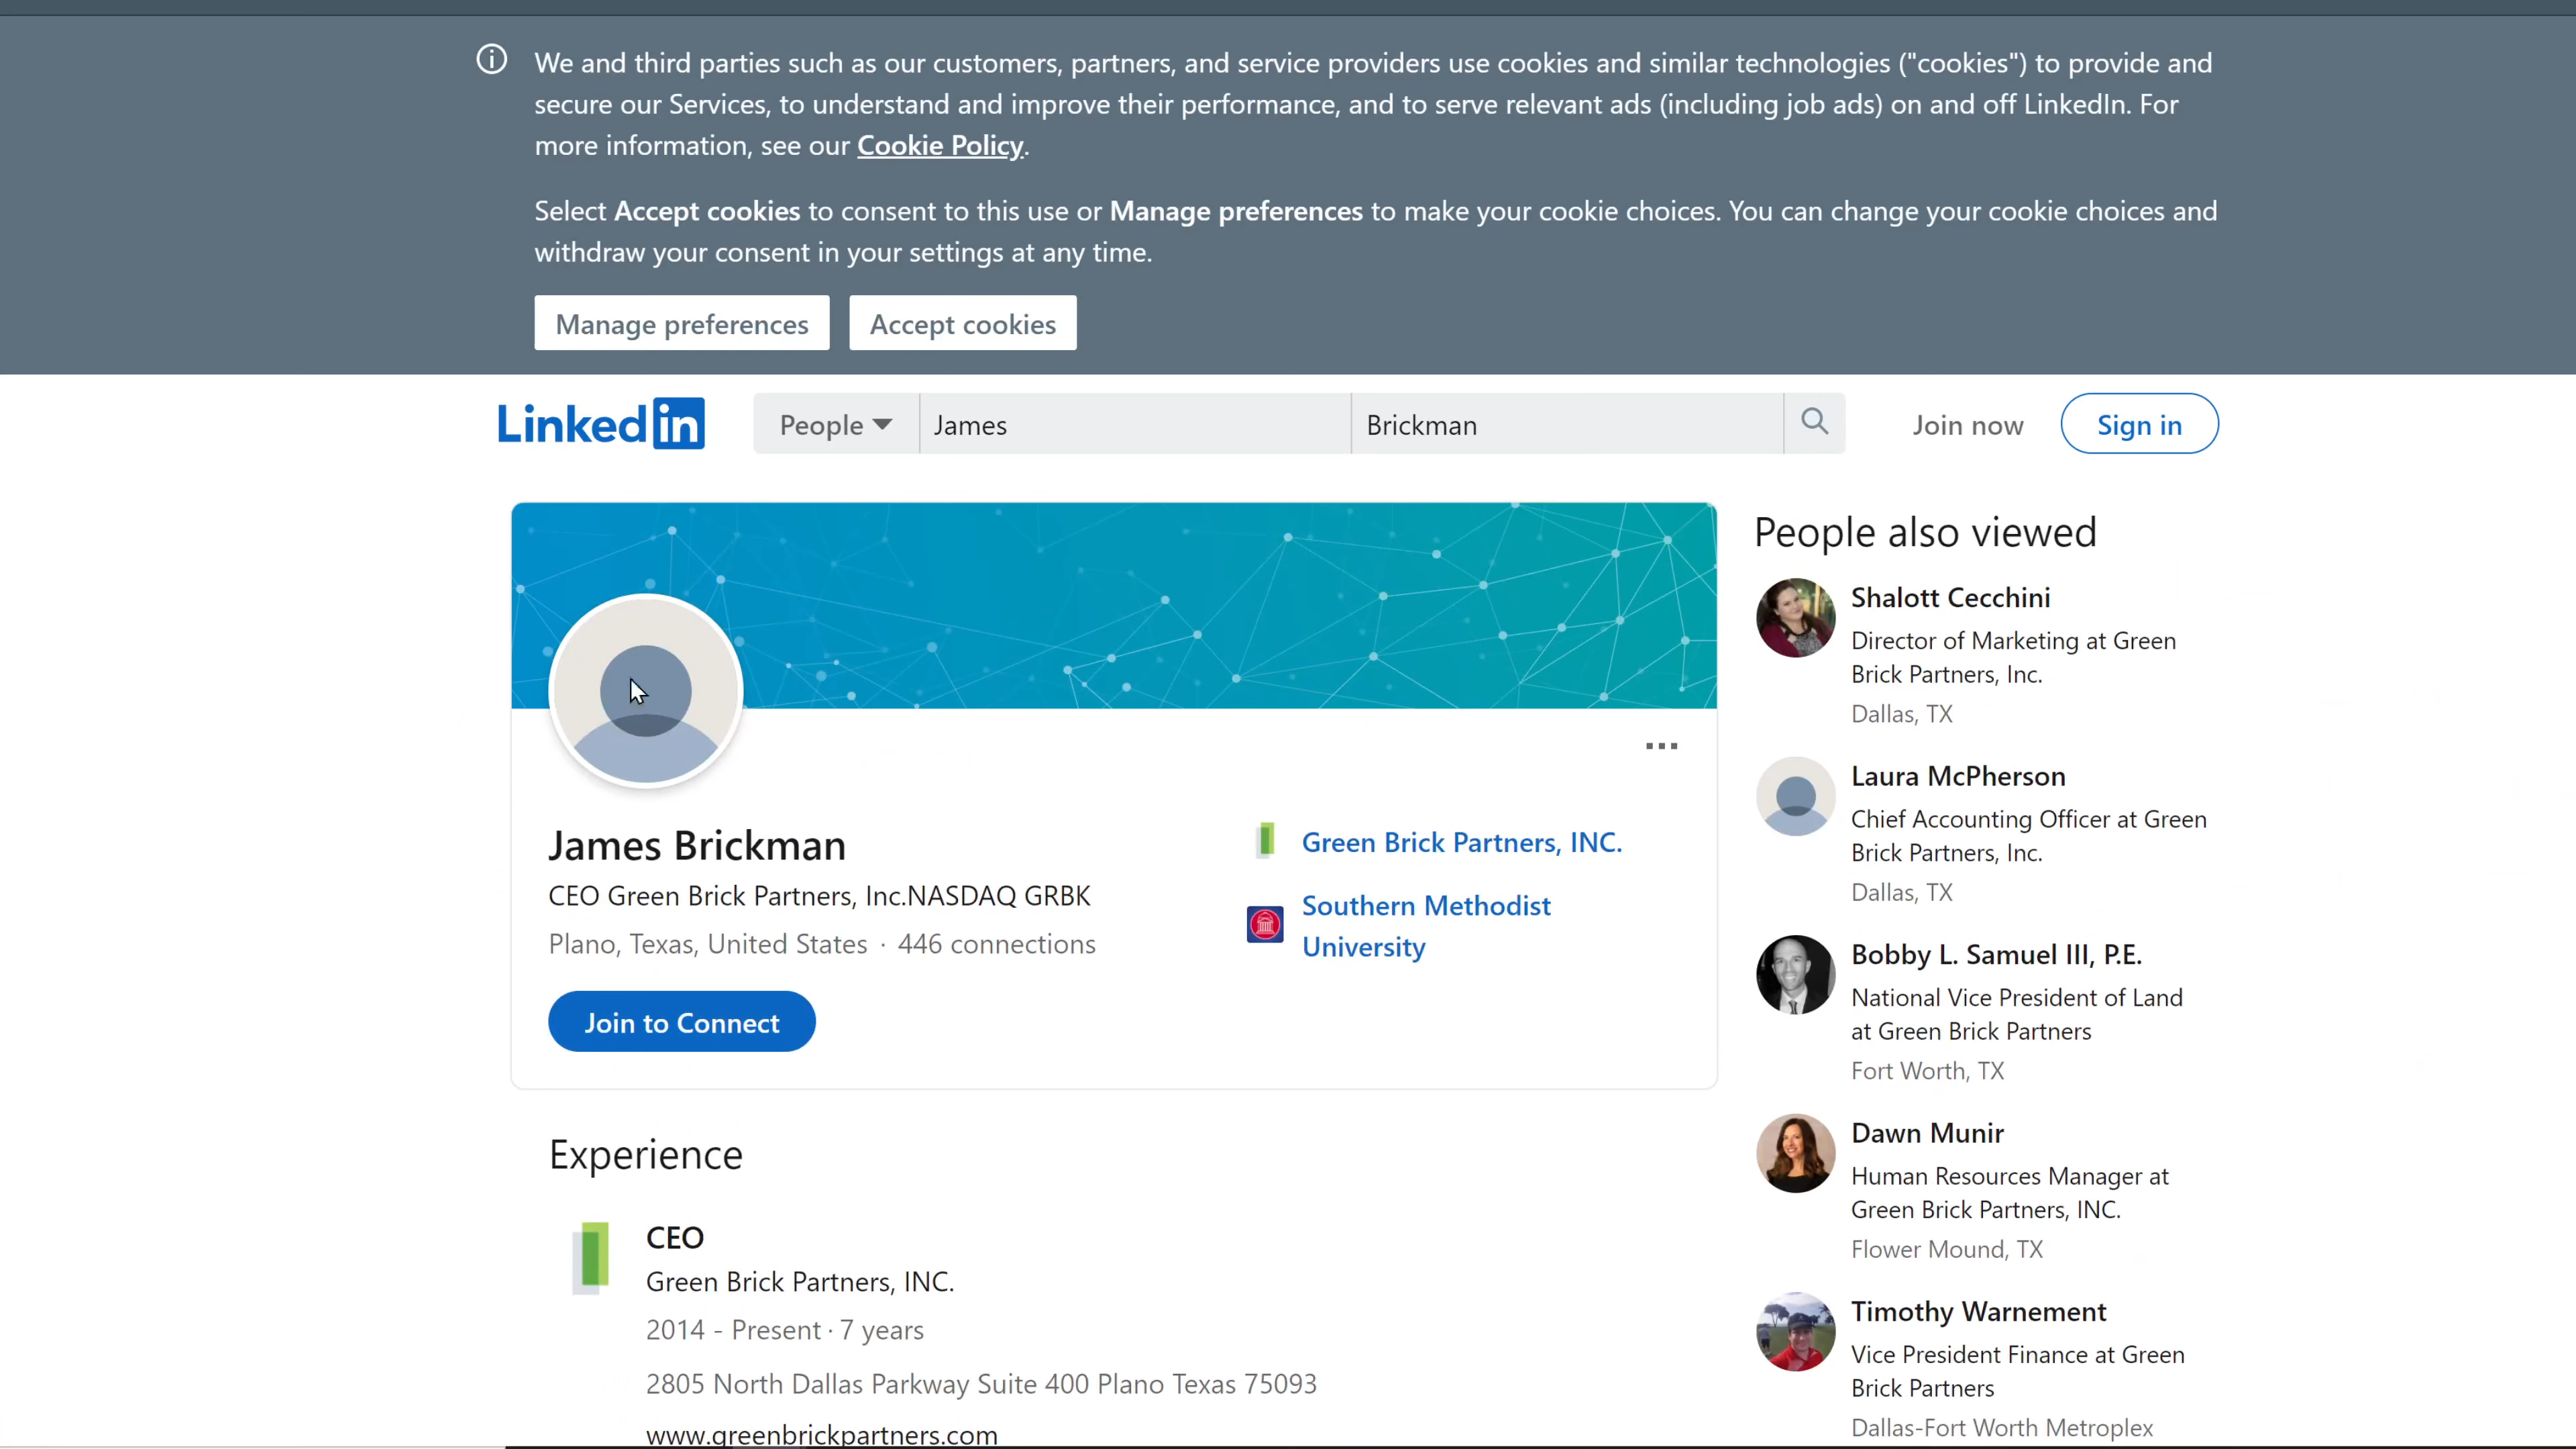 We and third parties such as our customers, partners, and service providers use cookies and similar technologies ("cookies") to provide and
secure our Services, to understand and improve their performance, and to serve relevant ads (including job ads) on and off LinkedIn. For
more information, see our Cookie Policy.
Select Accept cookies to consent to this use or Manage preferences to make your cookie choices. You can change your cookie choices and
withdraw your consent in your settings at any time.
Manage preferences
Accept cookies
Linked in
People
James
Brickman
Join now
Sign in
James Brickman
CEO Green Brick Partners, Inc.NASDAQ GRBK
Plano, Texas, United States · 446 connections
Join to Connect
Green Brick Partners, INC.
Southern Methodist
University
Experience
CEO
Green Brick Partners, INC.
2014 - Present · 7 years
2805 North Dallas Parkway Suite 400 Plano Texas 75093
www.greenbrickpartners.com
People also viewed
Shalott Cecchini
Director of Marketing at Green
Brick Partners, Inc.
Dallas, TX
Laura McPherson
Chief Accounting Officer at Green
Brick Partners, Inc.
Dallas, TX
Bobby L. Samuel III, P.E.
National Vice President of Land
at Green Brick Partners
Fort Worth, TX
Dawn Munir
Human Resources Manager at
Green Brick Partners, INC.
Flower Mound, TX
Timothy Warnement
Vice President Finance at Green
Brick Partners
Dallas-Fort Worth Metroplex